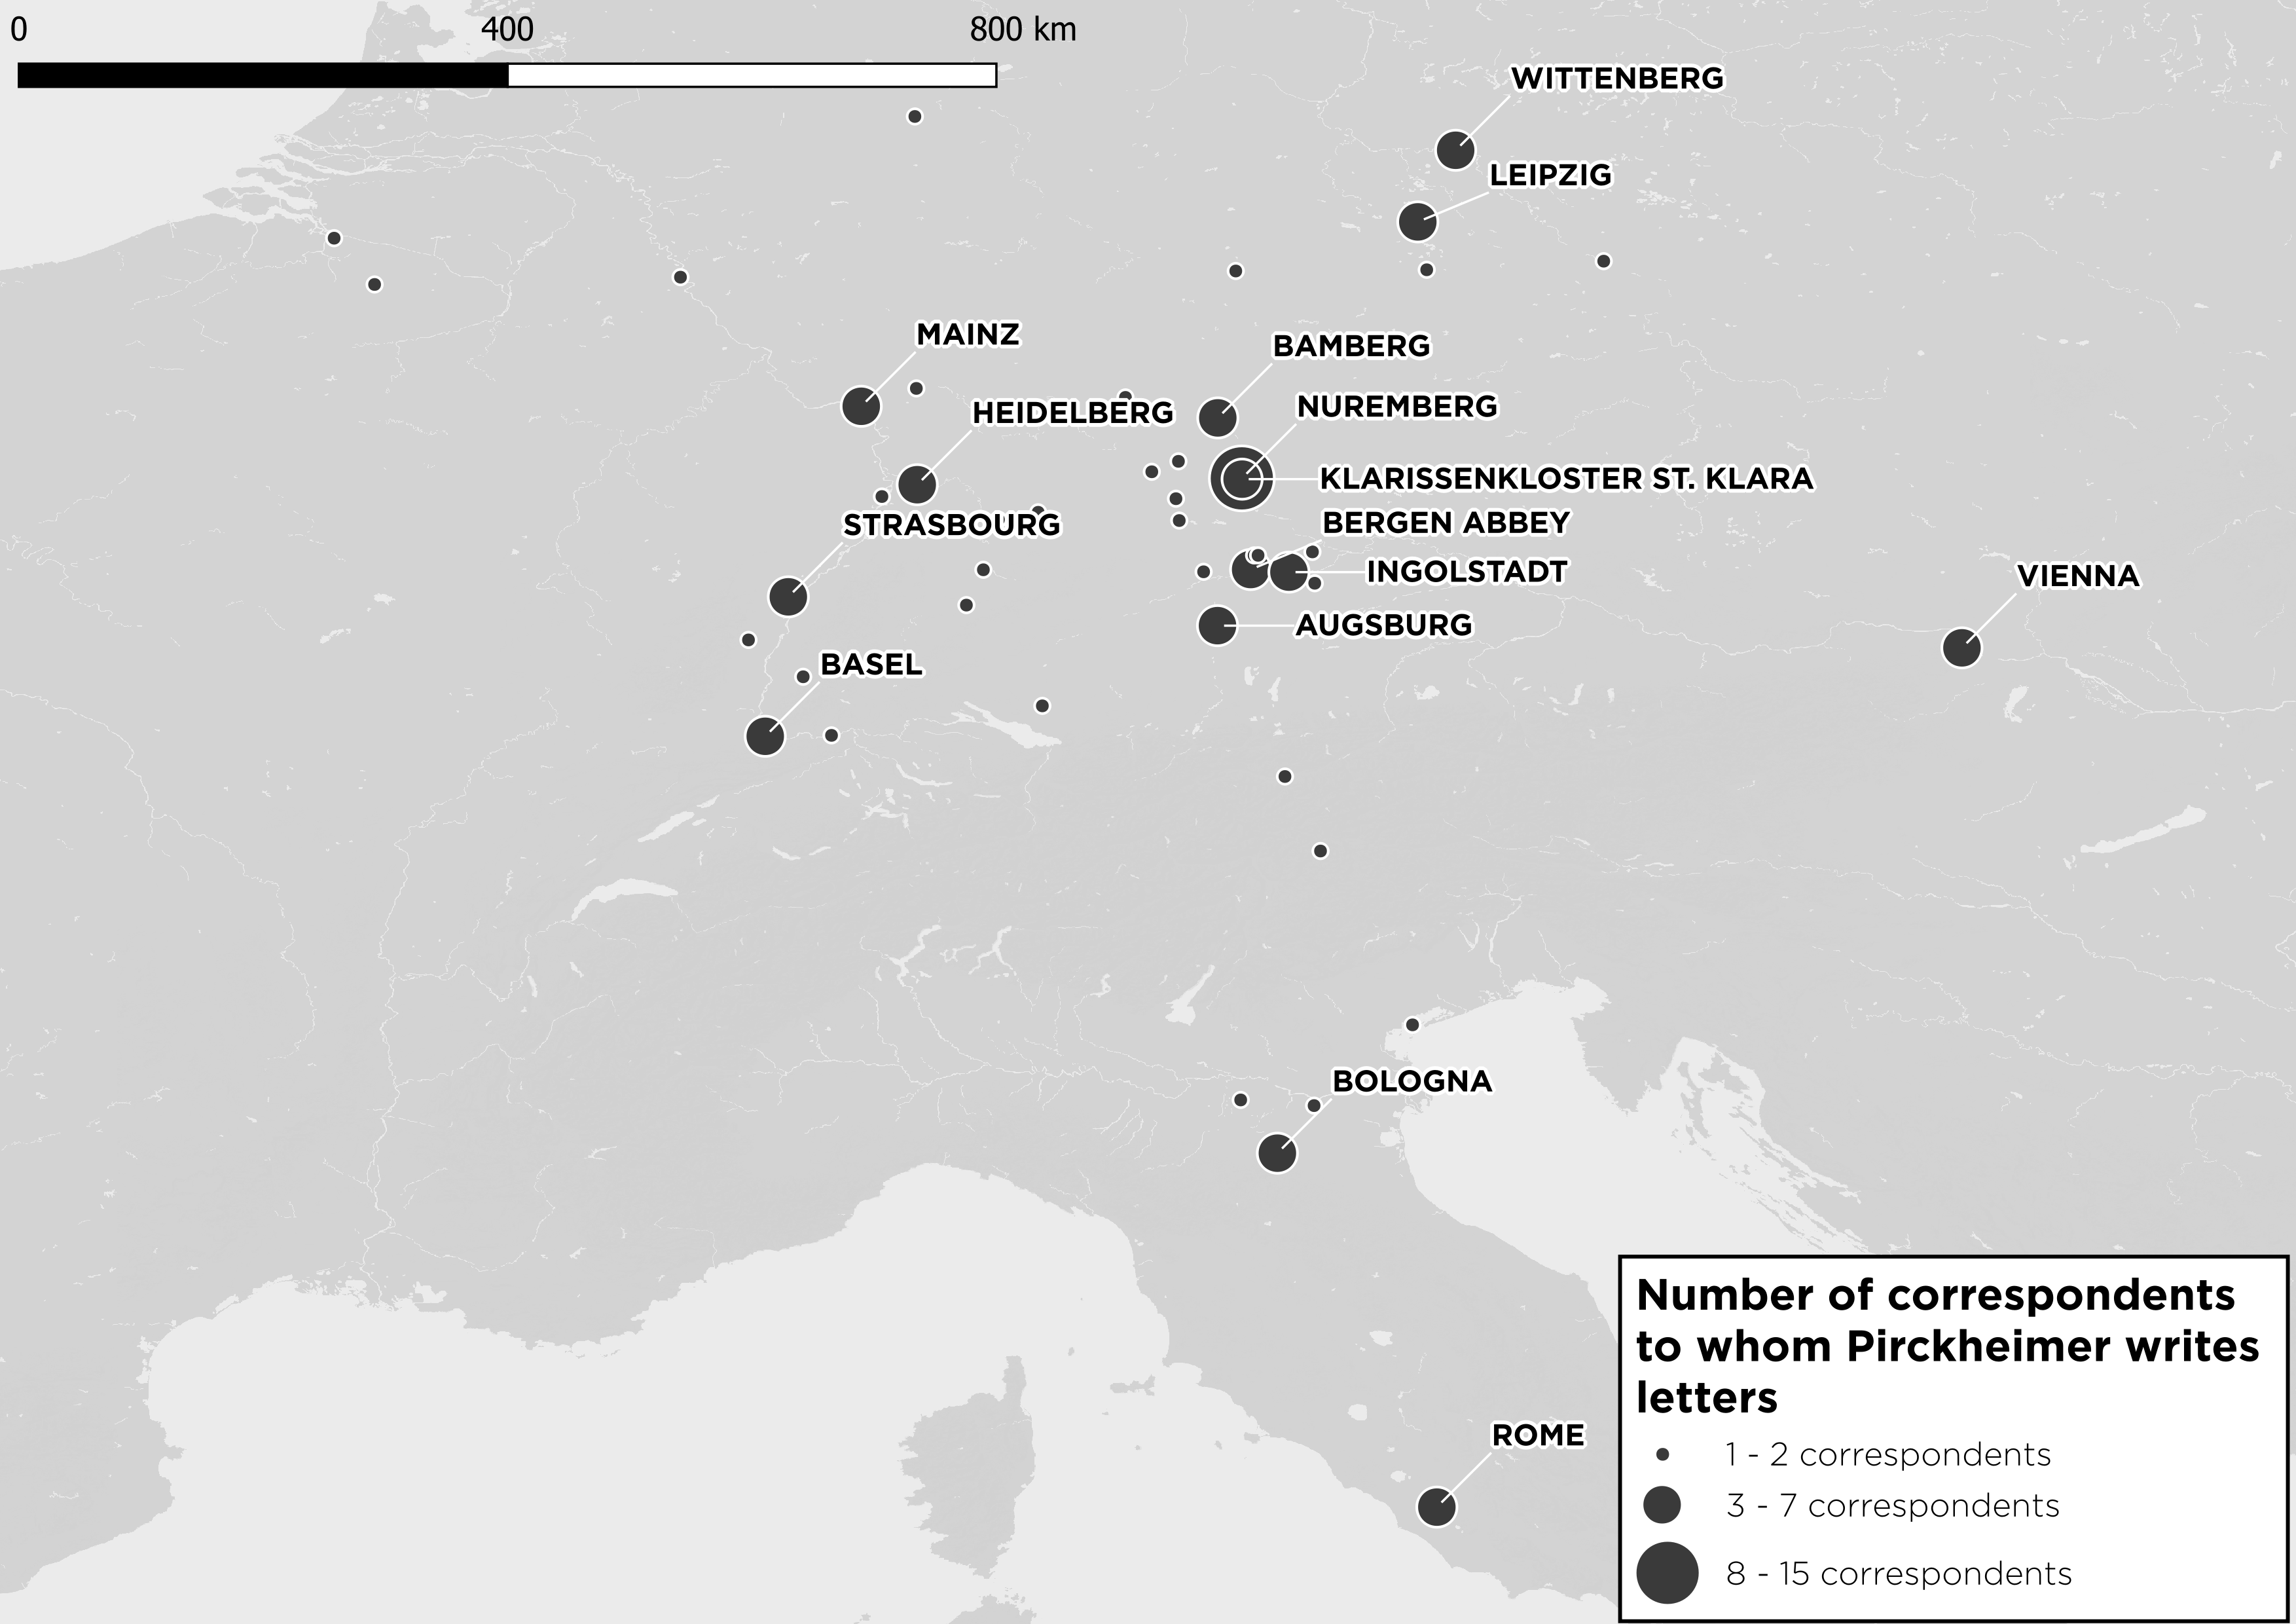 0 400 800 km
WITTENBERG
LEIPZIG
MAINZ
BAMBERG
HEIDELBERG
NUREMBERG
KLARISSENKLOSTER ST. KLARA
STRASBOURG
BERGEN ABBEY
INGOLSTADT
VIENNA
AUGSBURG
BASEL
BOLOGNA
ROME
Number of correspondents
to whom Pirckheimer writes
letters
1 - 2 correspondents
3 - 7 correspondents
8 - 15 correspondents